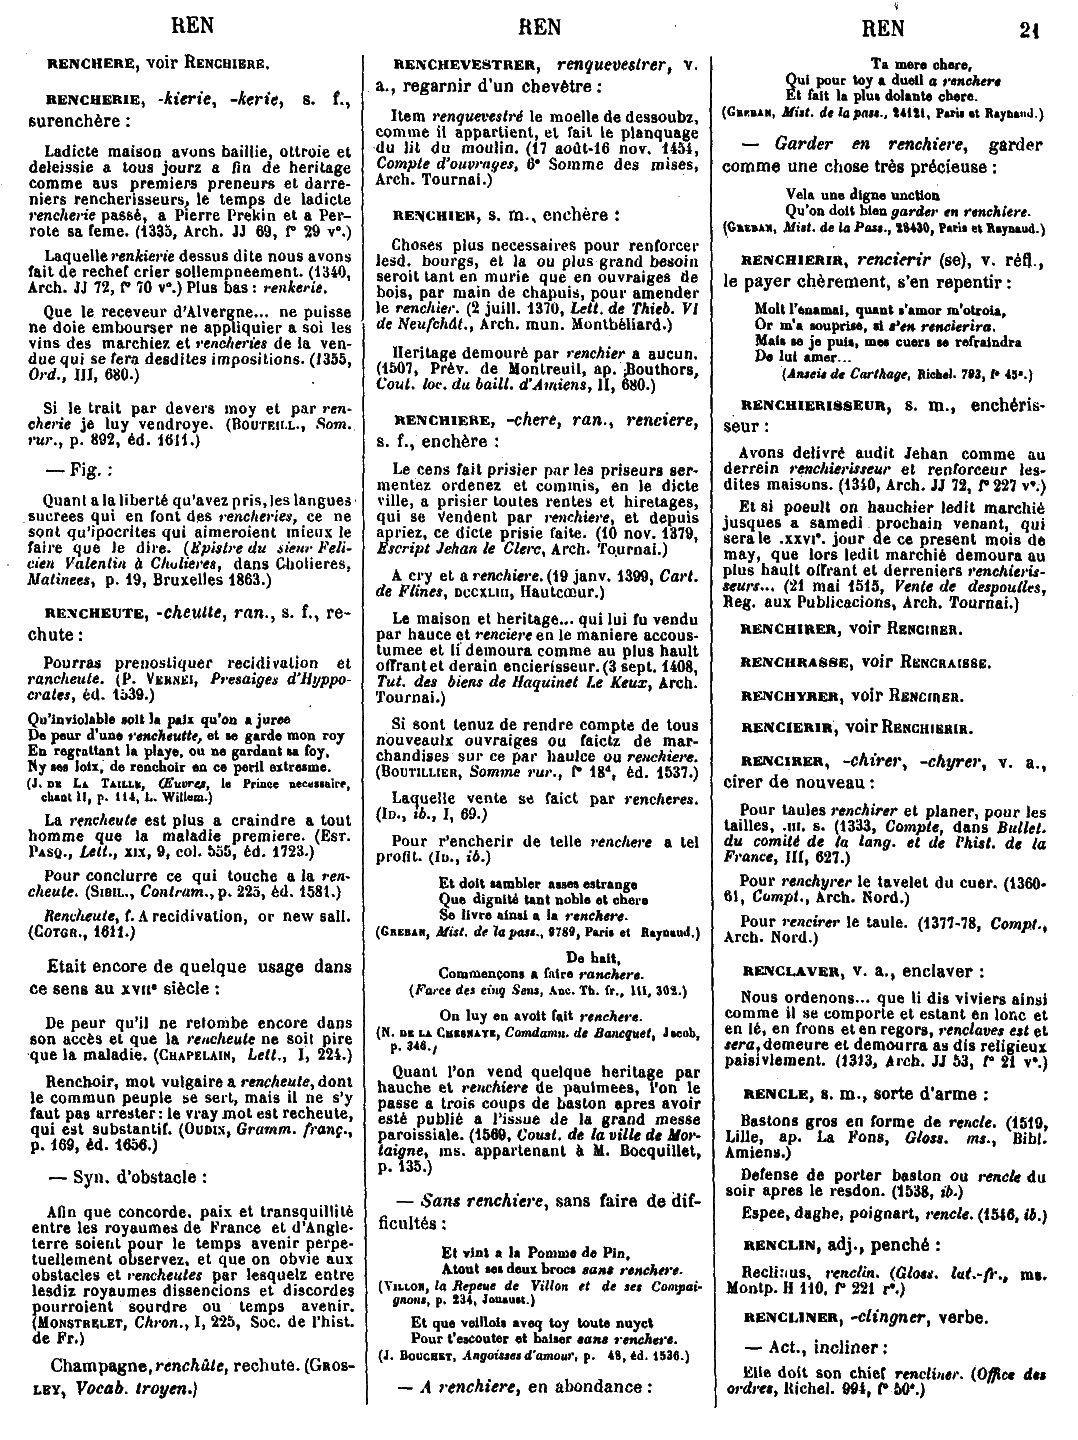 REN
REN
REN
21
RENCHERE, voir RENCHIERE.
RENCHERIE, -kierie, -kerie, s. f.,
surenchère :
Ladicte maison avons baillie, ottroie et
deleissie a tous jourz a fin de heritage
comme aus premiers preneurs et darre-
niers rencherisseurs, le temps de ladicte
rencherie passé, a Pierre Prekin et a Per-
rote sa feme. (1335, Arch. JJ 69, f° 29 v°.)
Laquelle renkierie dessus dite nous avons
fait de rechef crier sollempneement. (1340,
Arch. JJ 72, f° 70 v°.) Plus bas : renkerie.
Que le receveur d'Alvergne... ne puisse
ne doie embourser ne appliquier a soi les
vins des marchiez et rencheries de la ven-
due qui se fera desdites impositions. (1355,
Ord., III, 680.)
Si le trait par devers moy et par ren-
cherie je luy vendroye. (BOUTEILL., Som.
rur., p. 892, éd. 1611.)
— Fig. :
Quant a la liberté qu'avez pris, les langues
sucrees qui en font des rencheries, ce ne
sont qu'ipocrites qui aimeroient mieux le
faire que le dire. (Epistre du sieur Feli-
cien Valentin à Cholieres, dans Cholieres,
Matinees, p. 19, Bruxelles 1863.)
RENCHEUTE, -cheutte, ran., s. f., re-
chute :
Pourras prenostiquer recidivation et
rancheute. (P. VERNEI, Presaiges d'Hyppo-
crates, éd. 1539.)
Qu'inviolable soit la paix qu'on a juree
De peur d'une rencheutte, et se garde mon roy
En regrattant la playe, ou ne gardant sa foy,
Ny ses loix, de renchoir en ce peril extresme.
(J. DE LA TAILLE, Œuvres, le Prince necessaire,
chant II, p. 114, L. Willem.)
La rencheute est plus a craindre a tout
homme que la maladie premiere. (EST.
PASQ., Lett., XIX, 9, col. 555, éd. 1723.)
Pour conclurre ce qui touche a la ren-
cheute. (SIBIL., Contram., p. 225, éd. 1581.)
Rencheute, f. A recidivation, or new sall.
(COTGR., 1611.)
Etait encore de quelque usage dans
ce sens au XVIIᵉ siècle :
De peur qu'il ne retombe encore dans
son accès et que la rencheute ne soit pire
que la maladie. (CHAPELAIN, Lett., I, 224.)
Renchoir, mot vulgaire a rencheute, dont
le commun peuple se sert, mais il ne s'y
faut pas arrester : le vray mot est recheute,
qui est substantif. (OUDIN, Gramm. franç.,
p. 169, éd. 1656.)
— Syn. d'obstacle :
Afin que concorde, paix et transquillité
entre les royaumes de France et d'Angle-
terre soient pour le temps avenir perpe-
tuellement observez, et que on obvie aux
obstacles et rencheutes par lesquelz entre
lesdiz royaumes dissencions et discordes
pourroient sourdre ou temps avenir.
(MONSTRELET, Chron., I, 225, Soc. de l'hist.
de Fr.)
Champagne, renchûte, rechute. (GROS-
LEY, Vocab. troyen.)
RENCHEVESTRER, renquevestrer, v.
a., regarnir d'un chevêtre :
Item renquevestré le moelle de dessoubz,
comme il appartient, et fait le planquage
du lit du moulin. (17 août-16 nov. 1454,
Compte d'ouvrages, 6ᵉ Somme des mises,
Arch. Tournai.)
RENCHIER, s. m., enchère :
Choses plus necessaires pour renforcer
lesd. bourgs, et la ou plus grand besoin
seroit tant en murie que en ouvraiges de
bois, par main de chapuis, pour amender
le renchier. (2 juill. 1370, Lett. de Thieb. VI
de Neufchât., Arch. mun. Montbéliard.)
Heritage demouré par renchier a aucun.
(1507, Prév. de Montreuil, ap. Bouthors,
Cout. loc. du baill. d'Amiens, II, 680.)
RENCHIERE, -chere, ran., renciere,
s. f., enchère :
Le cens fait prisier par les priseurs ser-
mentez ordenez et commis, en le dicte
ville, a prisier toutes rentes et hiretages,
qui se vendent par renchiere, et depuis
apriez, ce dicte prisie faite. (10 nov. 1379,
Escript Jehan le Clerc, Arch. Tournai.)
A cry et a renchiere. (19 janv. 1399, Cart.
de Flines, DCCXLIII, Hautcœur.)
Le maison et heritage... qui lui fu vendu
par hauce et renciere en le maniere accous-
tumee et li demoura comme au plus hault
offrant et derain encierisseur. (3 sept. 1408,
Tut. des biens de Haquinet Le Keux, Arch.
Tournai.)
Si sont tenuz de rendre compte de tous
nouveaulx ouvraiges ou faictz de mar-
chandises sur ce par haulce ou renchiere.
(BOUTILLIER, Somme rur., f° 18ᵈ, éd. 1537.)
Laquelle vente se faict par rencheres.
(ID., ib., I, 69.)
Pour r'encherir de telle renchere a tel
profit. (ID., ib.)
Et doit sambler asses estrange
Que dignité tant noble et chere
Se livre ainsi a la renchere.
(GREBAN, Mist. de la pass., 9789, Paris et Raynaud.)
De hait,
Commençons a faire ranchere.
(Farce des cinq Sens, Anc. Th. fr., III, 302.)
On luy en avoit fait renchere.
(N. DE LA CHESNAYE, Comdamn. de Bancquet, Jacob,
p. 346.)
Quant l'on vend quelque heritage par
hauche et renchiere de paulmees, l'on le
passe a trois coups de baston apres avoir
esté publié a l'issue de la grand messe
paroissiale. (1569, Coust. de la ville de Mor-
taigne, ms. appartenant à M. Bocquillet,
p. 135.)
— Sans renchiere, sans faire de dif-
ficultés :
Et vint a la Pomme de Pin,
Atout ses deux brocs sans renchere.
(VILLON, la Repeue de Villon et de ses Compai-
gnons, p. 234, Jouaust.)
Et que veillois aveq toy toute nuyct
Pour t'escouter et baiser sans renchere.
(J. BOUCHET, Angoisses d'amour, p. 48, éd. 1536.)
— A renchiere, en abondance :
Ta mere chere,
Qui pour toy a dueil a renchere
Et fait la plus dolante chere.
(GREBAN, Mist. de la pass., 24121, Paris et Raynaud.)
— Garder en renchiere, garder
comme une chose très précieuse :
Vela une digne unction
Qu'on doit bien garder en renchiere.
(GREBAN, Mist. de la Pass., 28430, Paris et Raynaud.)
RENCHIERIR, rencierir (se), v. réfl.,
le payer chèrement, s'en repentir :
Molt l'enamai, quant s'amor m'otroia,
Or m'a souprise, si s'en rencierira.
Mais se je puis, mes cuers se refraindra
De lui amer...
(Anseis de Carthage, Richel. 793, f° 45ᵃ.)
RENCHIERISSEUR, s. m., enchéris-
seur :
Avons delivré audit Jehan comme au
derrein renchierisseur et renforceur les-
dites maisons. (1340, Arch. JJ 72, f° 227 v°.)
Et si poeult on hauchier ledit marchié
jusques a samedi prochain venant, qui
sera le .XXVIᵉ. jour de ce present mois de
may, que lors ledit marchié demoura au
plus hault offrant et derreniers renchieris-
seurs... (21 mai 1515, Vente de despoulles,
Reg. aux Publicacions, Arch. Tournai.)
RENCHIRER, voir RENCIRER.
RENCHRASSE, voir RENCRAISSE.
RENCHYRER, voir RENCIRER.
RENCIERIR, voir RENCHIERIR.
RENCIRER, -chirer, -chyrer, v. a.,
cirer de nouveau :
Pour taules renchirer et planer, pour les
tailles, .III. s. (1333, Compte, dans Bullet.
du comité de la lang. et de l'hist. de la
France, III, 627.)
Pour renchyrer le tavelet du cuer. (1360-
61, Compt., Arch. Nord.)
Pour rencirer le taule. (1377-78, Compt.,
Arch. Nord.)
RENCLAVER, v. a., enclaver :
Nous ordenons... que li dis viviers ainsi
comme il se comporte et estant en lonc et
en lé, en frons et en regors, renclaves est et
sera, demeure et demourra as dis religieux
paisivlement. (1313, Arch. JJ 53, f° 21 v°.)
RENCLE, s. m., sorte d'arme :
Bastons gros en forme de rencle. (1519,
Lille, ap. La Fons, Gloss. ms., Bibl.
Amiens.)
Defense de porter baston ou rencle du
soir apres le resdon. (1538, ib.)
Espee, daghe, poignart, rencle. (1546, ib.)
RENCLIN, adj., penché :
Reclinus, renclin. (Gloss. lat.-fr., ms.
Montp. H 110, f° 221 r°.)
RENCLINER, -clingner, verbe.
— Act., incliner :
Elle doit son chief rencliner. (Office des
ordres, Richel. 994, f° 50ᵃ.)